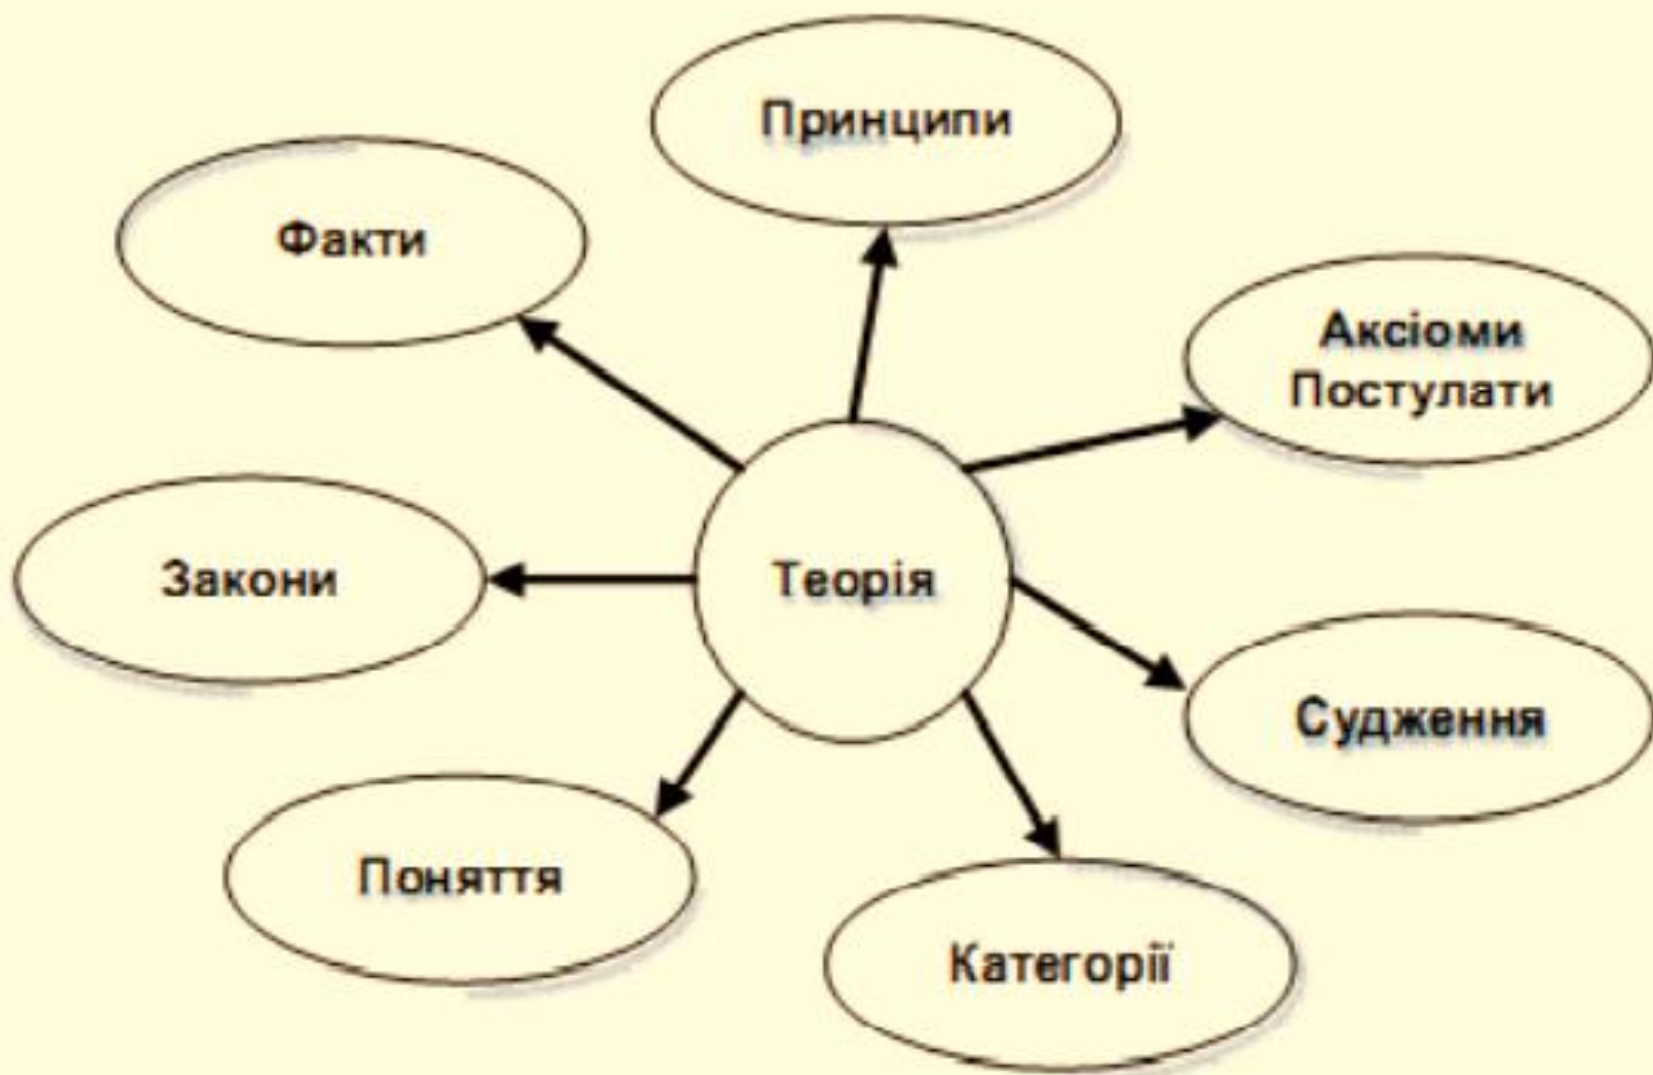 Принципи
Факти
Аксіоми
Постулати
Закони
Теорія
Судження
Поняття
Категорії